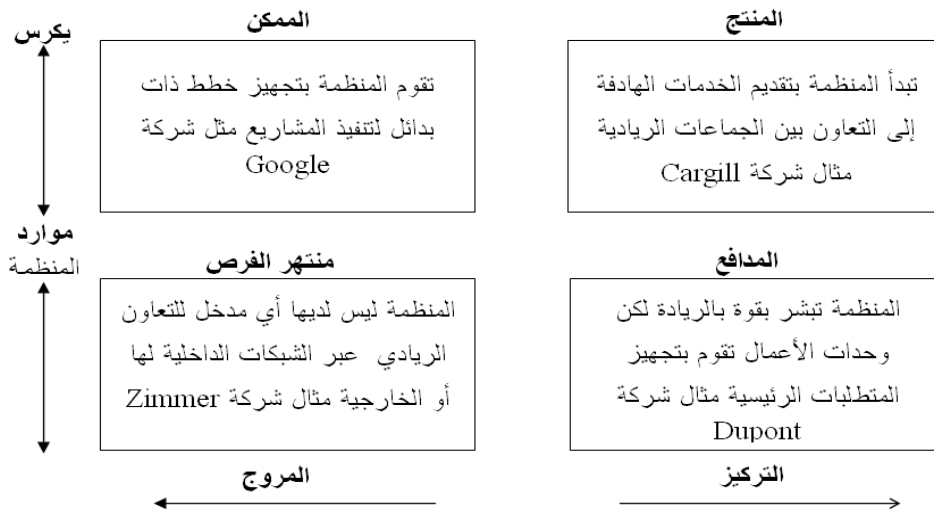 المنتج
تبدأ المنظمة بتقديم الخدمات الهادفة
إلى التعاون بين الجماعات الريادية
مثال شركة Cargill
الممكن
تقوم المنظمة بتجهيز خطط ذات
بدائل لتنفيذ المشاريع مثل شركة
Google
يكرس
موارد
المنظمة
المدافع
المنظمة تبشر بقوة بالريادة لكن
وحدات الأعمال تقوم بتجهيز
المتطلبات الرئيسية مثال شركة
Dupont
منتهر الفرص
المنظمة ليس لديها أي مدخل للتعاون
الريادي عبر الشبكات الداخلية لها
أو الخارجية مثال شركة Zimmer
التركيز
المروج